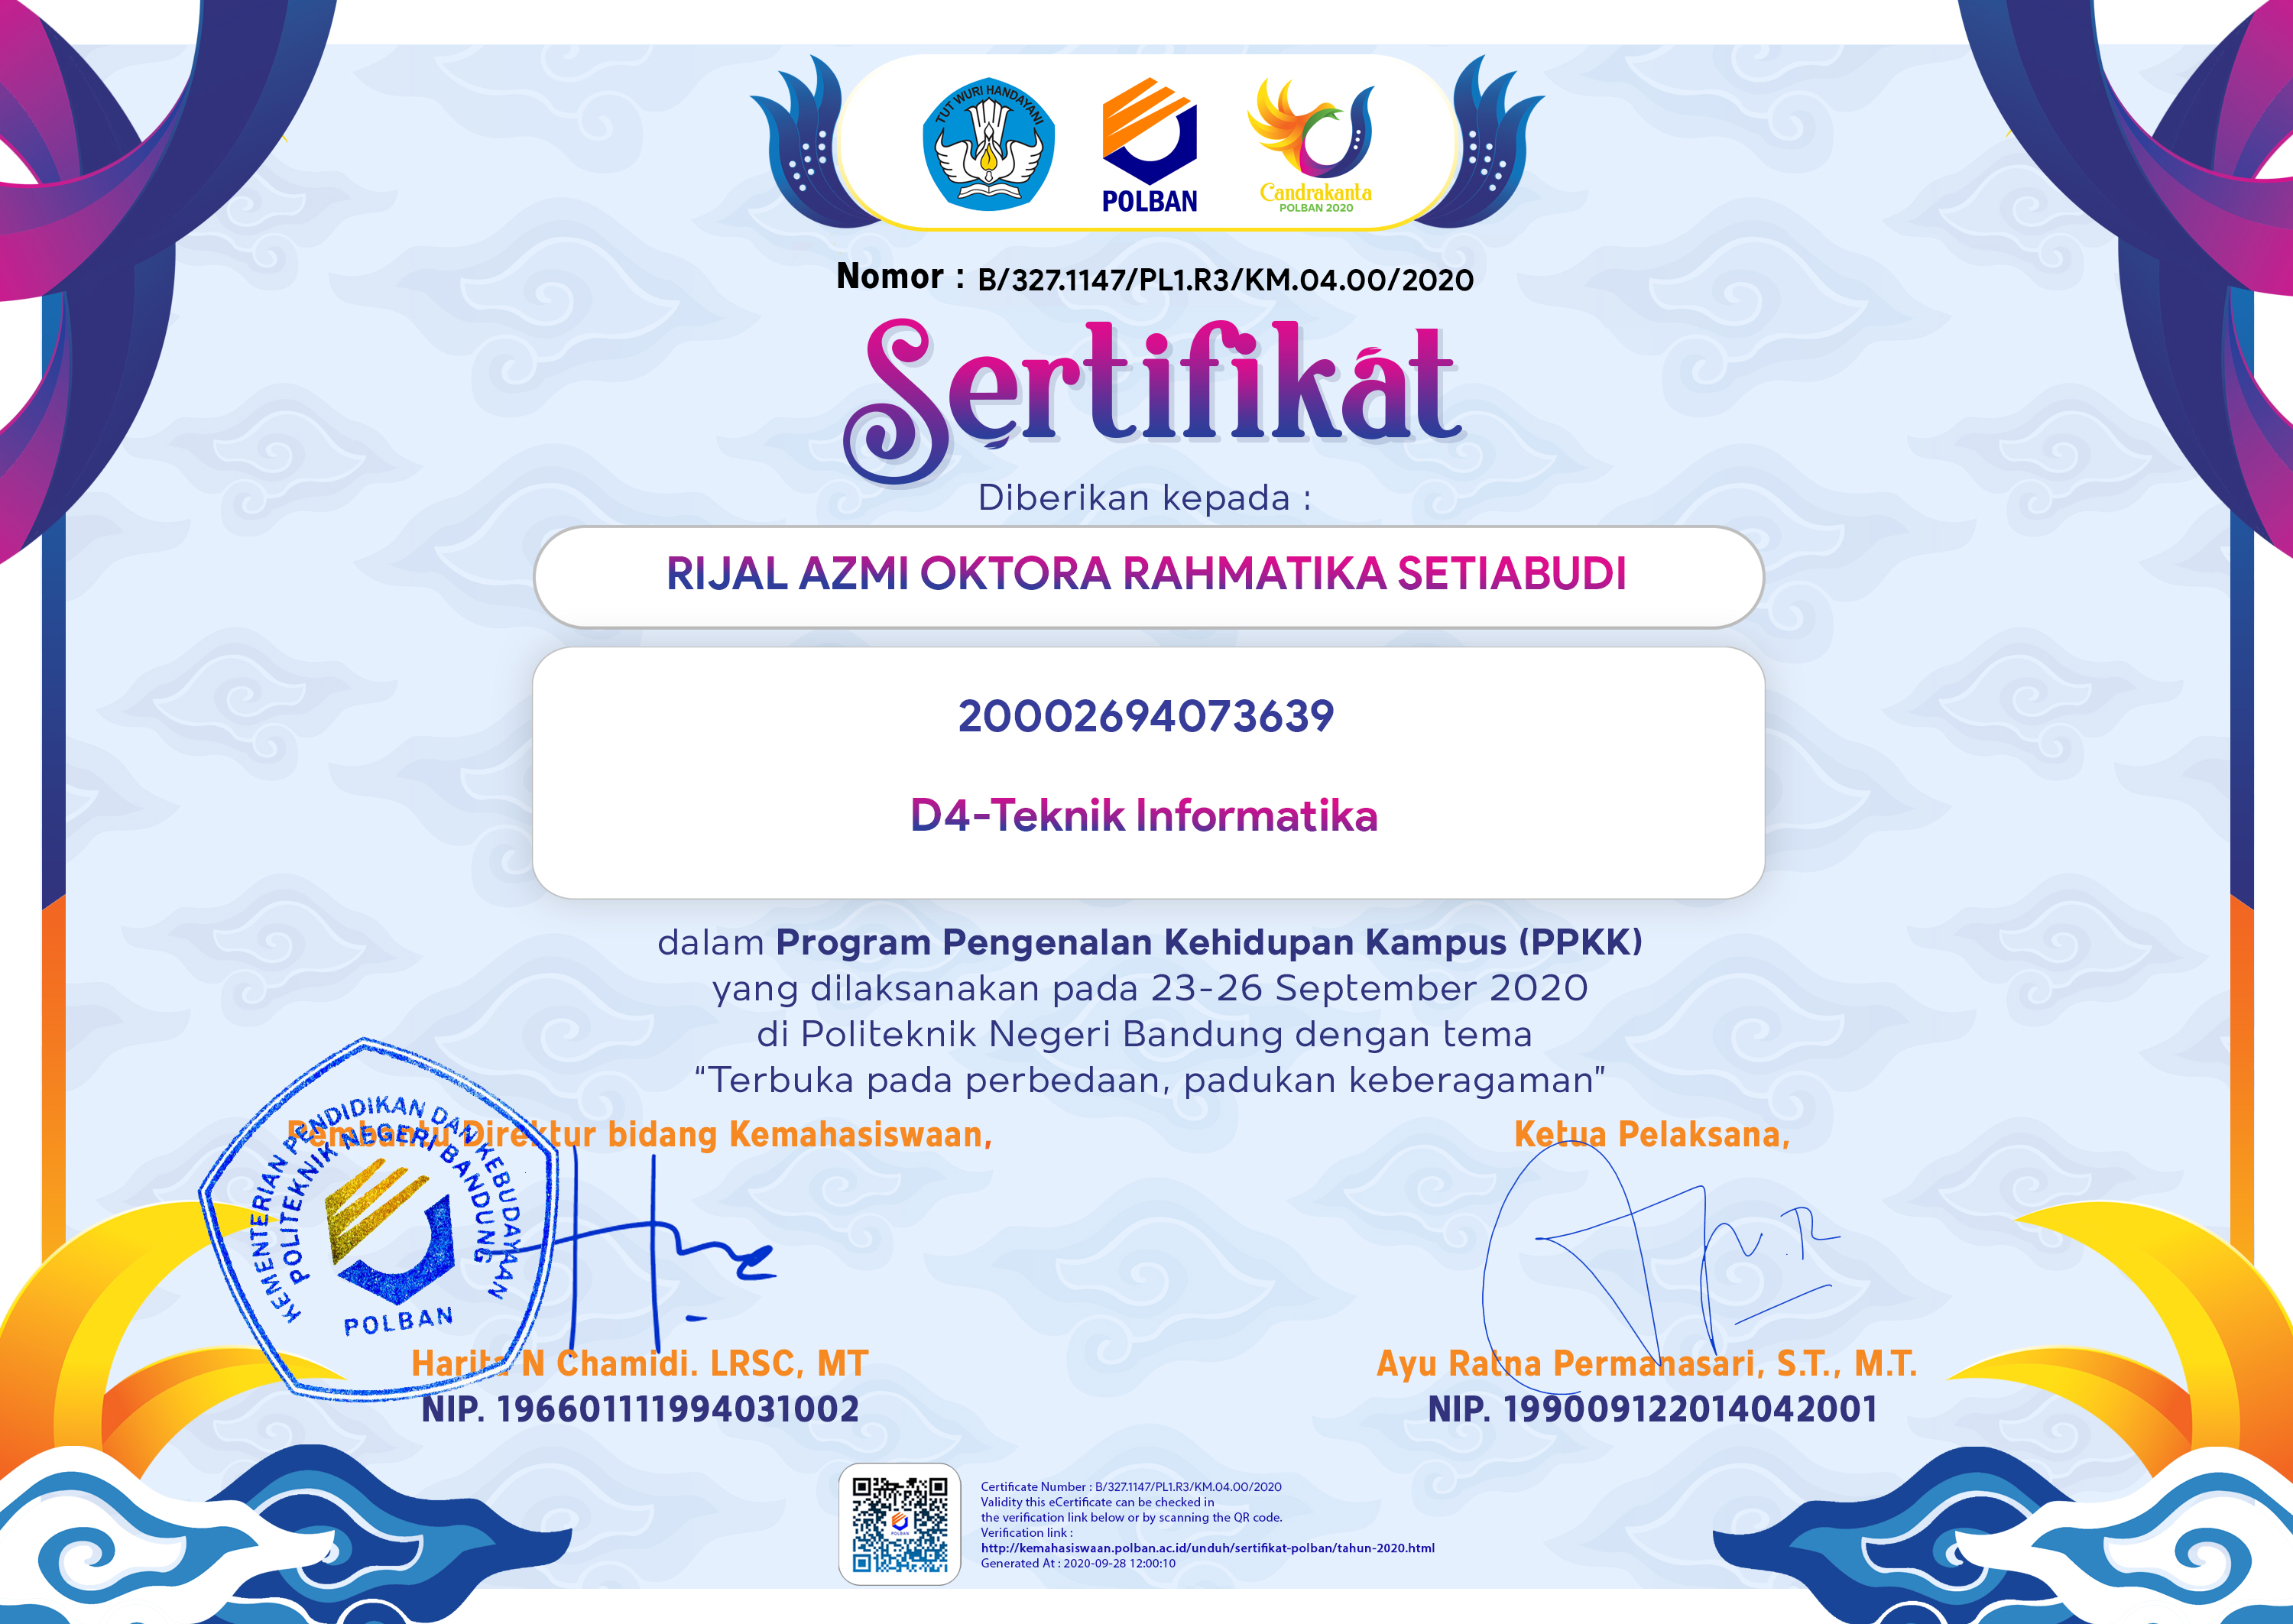 TUT WURI HANDAYANI
POLBAN
Candrakanta
POLBAN 2020
Nomor : B/327.1147/PL1.R3/KM.04.00/2020
Sertifikat
Diberikan kepada :
RIJAL AZMI OKTORA RAHMATIKA SETIABUDI
20002694073639
D4-Teknik Informatika
dalam Program Pengenalan Kehidupan Kampus (PPKK)
yang dilaksanakan pada 23-26 September 2020
di Politeknik Negeri Bandung dengan tema
“Terbuka pada perbedaan, padukan keberagaman”
Pembantu Direktur bidang Kemahasiswaan,
KEMENTERIAN PENDIDIKAN DAN KEBUDAYAAN
POLITEKNIK NEGERI BANDUNG
POLBAN
Harita N Chamidi. LRSC, MT
NIP. 196601111994031002
Ketua Pelaksana,
Ayu Ratna Permanasari, S.T., M.T.
NIP. 199009122014042001
Certificate Number : B/327.1147/PL1.R3/KM.04.00/2020
Validity this eCertificate can be checked in
the verification link below or by scanning the QR code.
Verification link :
http://kemahasiswaan.polban.ac.id/unduh/sertifikat-polban/tahun-2020.html
Generated At : 2020-09-28 12:00:10